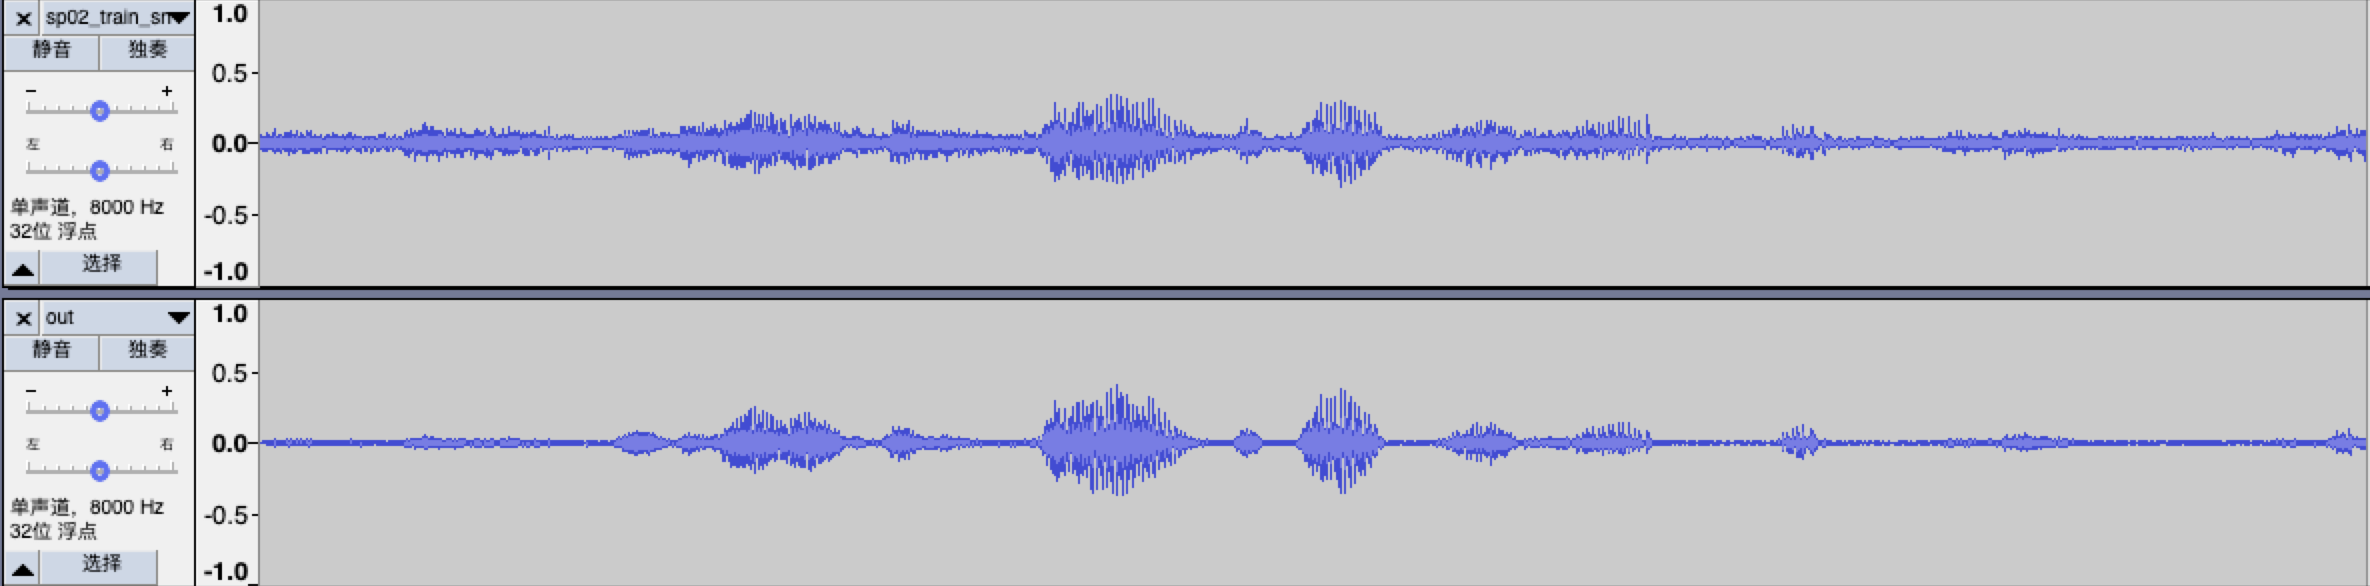 × sp02_train_sn
静音 独奏
- +
左 右
单声道, 8000 Hz
32位 浮点
选择
1.0
0.5
0.0
-0.5
-1.0
× out
静音 独奏
- +
左 右
单声道, 8000 Hz
32位 浮点
选择
1.0
0.5
0.0
-0.5
-1.0